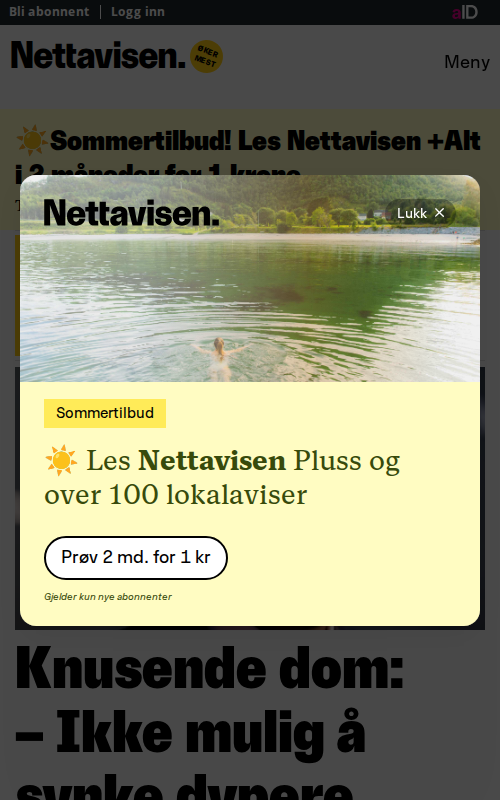 Bli abonnent | Logg inn
aID
Nettavisen.
ØKER
MEST
Meny
☀️Sommertilbud! Les Nettavisen +Alt
i 2 måneder for 1 krone
Nettavisen.
Lukk ✕
Sommertilbud
☀️ Les Nettavisen Pluss og
over 100 lokalaviser
Prøv 2 md. for 1 kr
Gjelder kun nye abonnenter
Knusende dom:
– Ikke mulig å
synke dypere